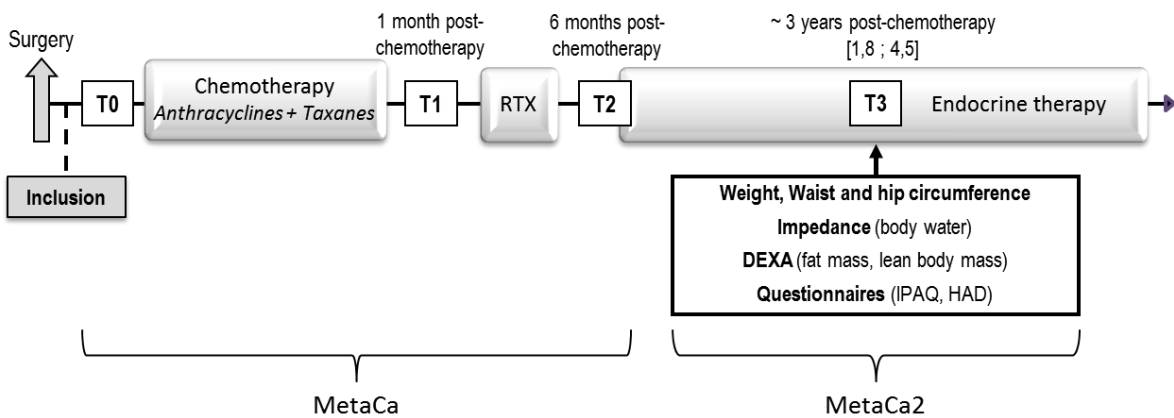 1 month post-
chemotherapy
6 months post-
chemotherapy
~ 3 years post-chemotherapy
[1,8 ; 4,5]
Surgery
T0
Chemotherapy
Anthracyclines + Taxanes
T1
RTX
T2
T3
Endocrine therapy
Inclusion
Weight, Waist and hip circumference
Impedance (body water)
DEXA (fat mass, lean body mass)
Questionnaires (IPAQ, HAD)
MetaCa
MetaCa2